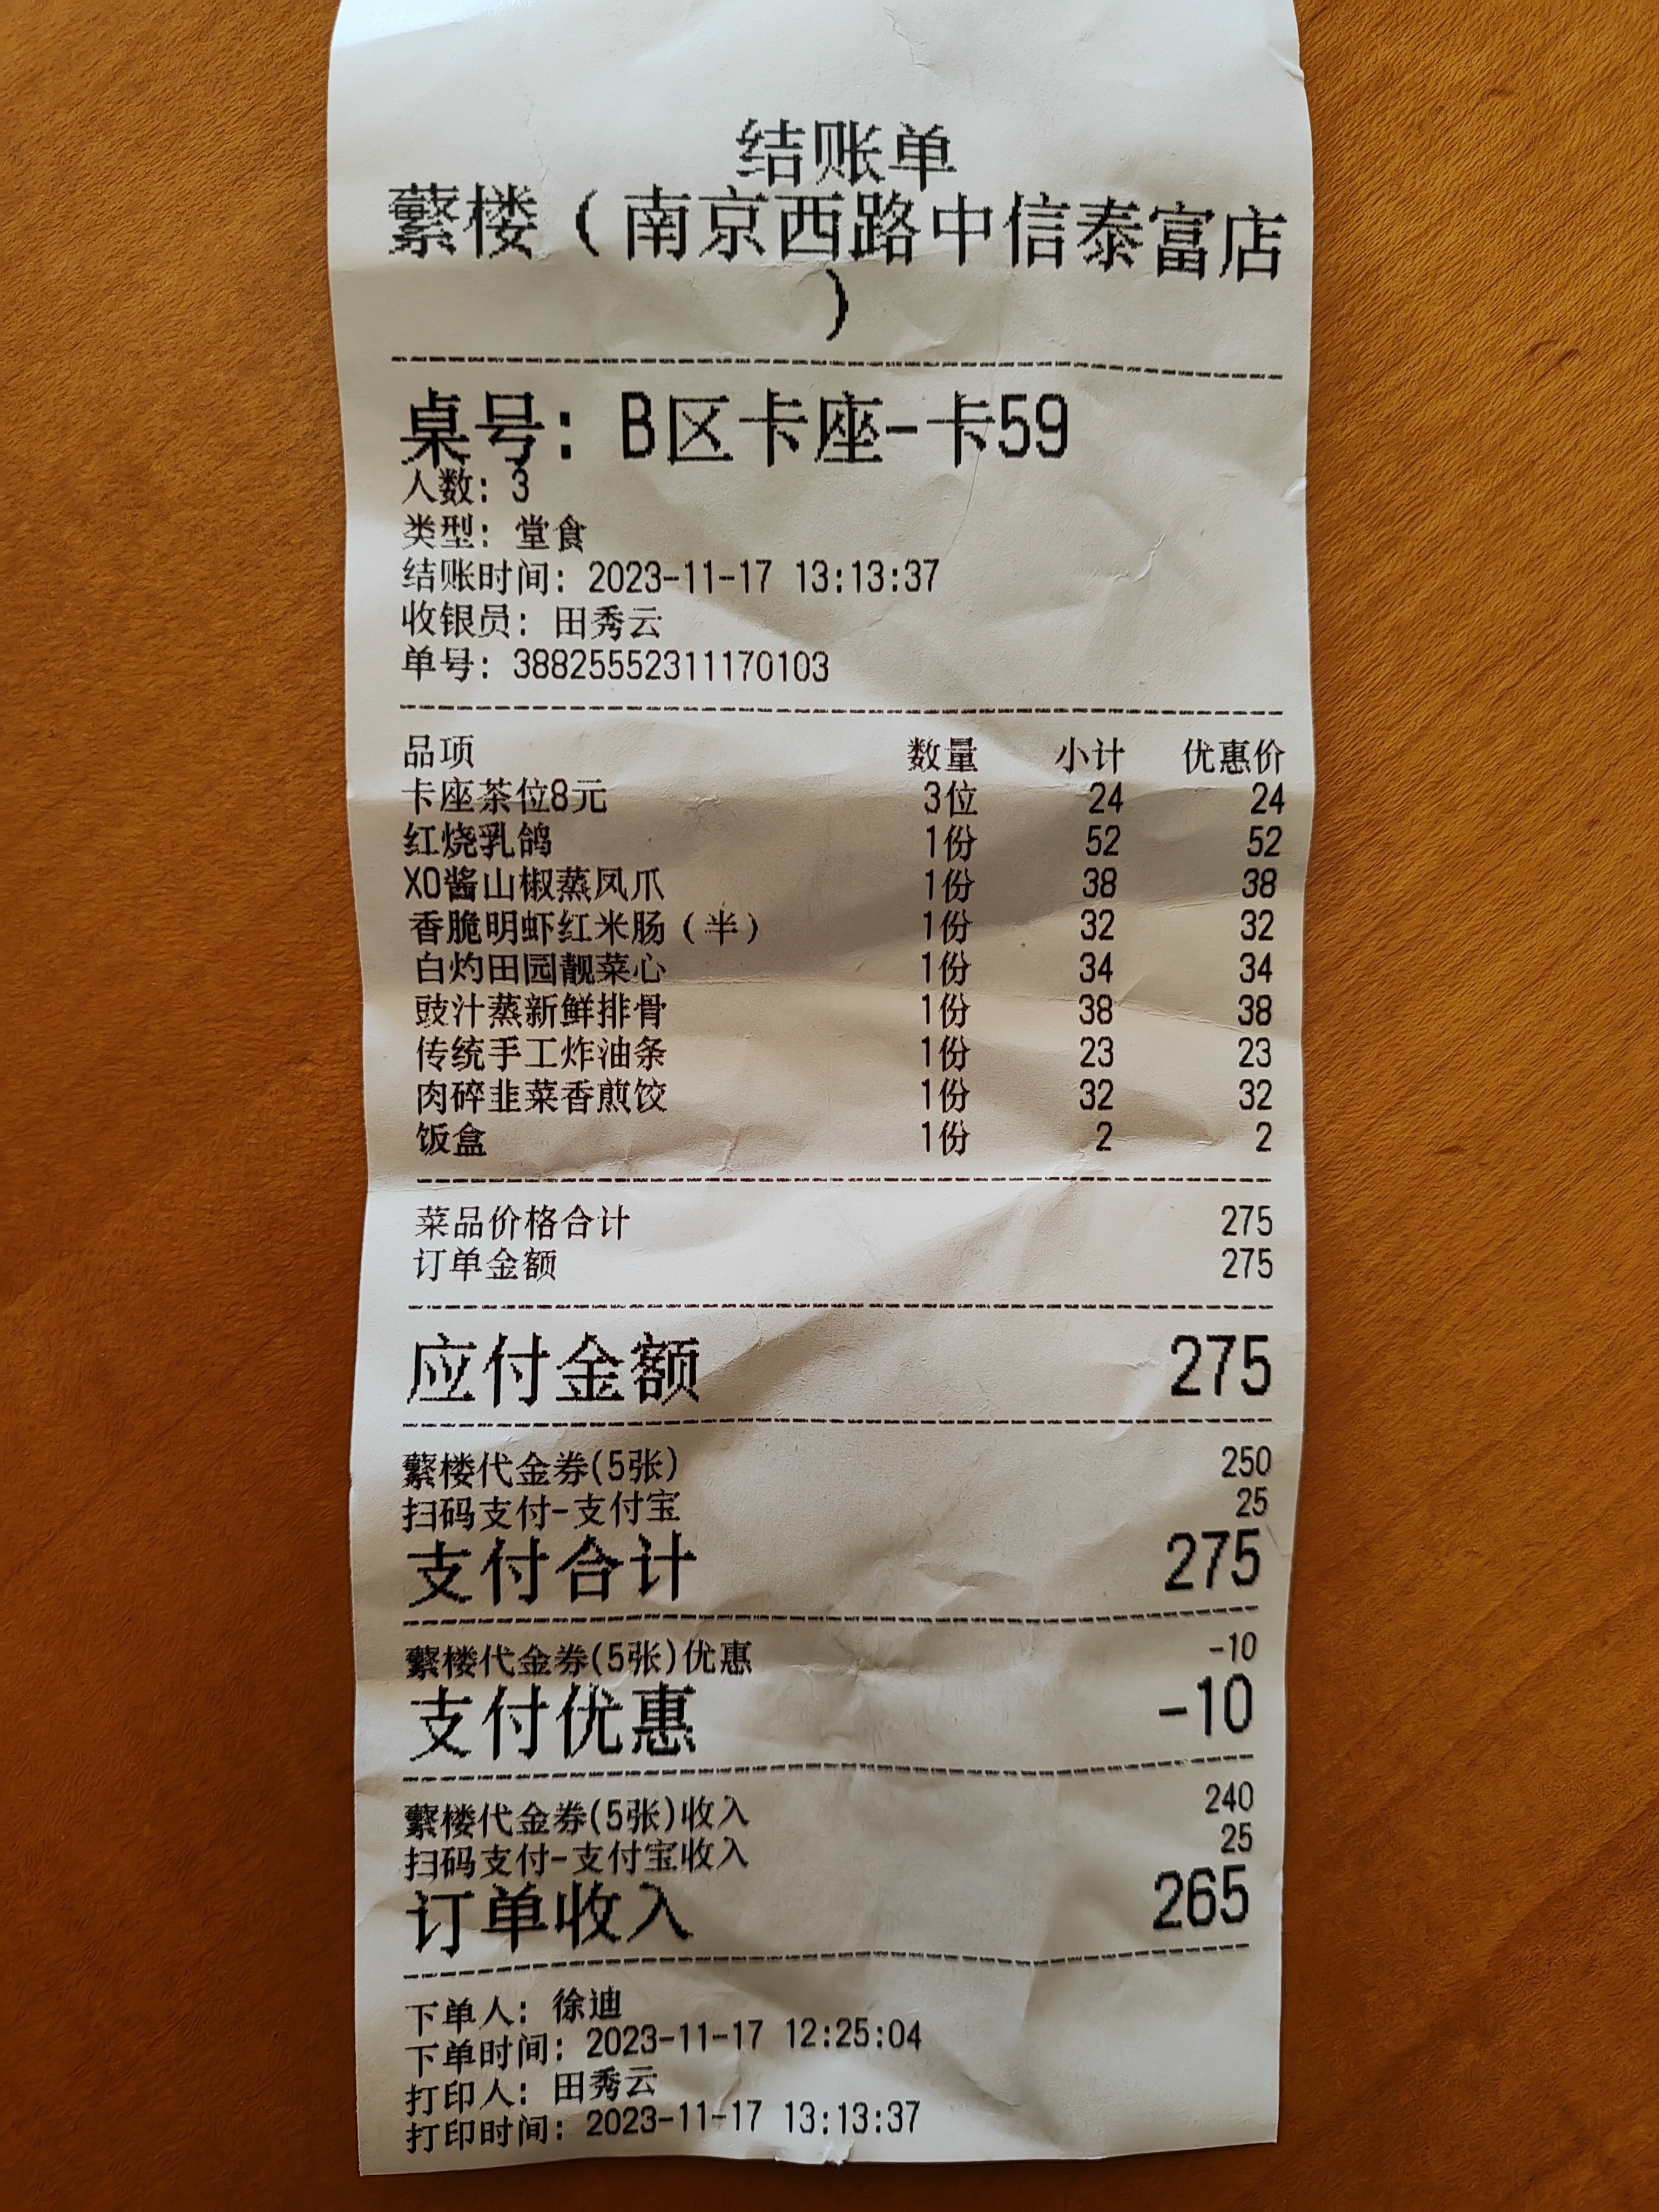 结账单
蘩楼（南京西路中信泰富店
）
桌号：B区卡座-卡59
人数：3
类型：堂食
结账时间：2023-11-17 13:13:37
收银员：田秀云
单号：38825552311170103
品项 数量 小计 优惠价
卡座茶位8元 3位 24 24
红烧乳鸽 1份 52 52
XO酱山椒蒸凤爪 1份 38 38
香脆明虾红米肠（半） 1份 32 32
白灼田园靓菜心 1份 34 34
豉汁蒸新鲜排骨 1份 38 38
传统手工炸油条 1份 23 23
肉碎韭菜香煎饺 1份 32 32
饭盒 1份 2 2
菜品价格合计 275
订单金额 275
应付金额 275
蘩楼代金券(5张) 250
扫码支付-支付宝 25
支付合计 275
蘩楼代金券(5张)优惠 -10
支付优惠 -10
蘩楼代金券(5张)收入 240
扫码支付-支付宝收入 25
订单收入 265
下单人：徐迪
下单时间：2023-11-17 12:25:04
打印人：田秀云
打印时间：2023-11-17 13:13:37